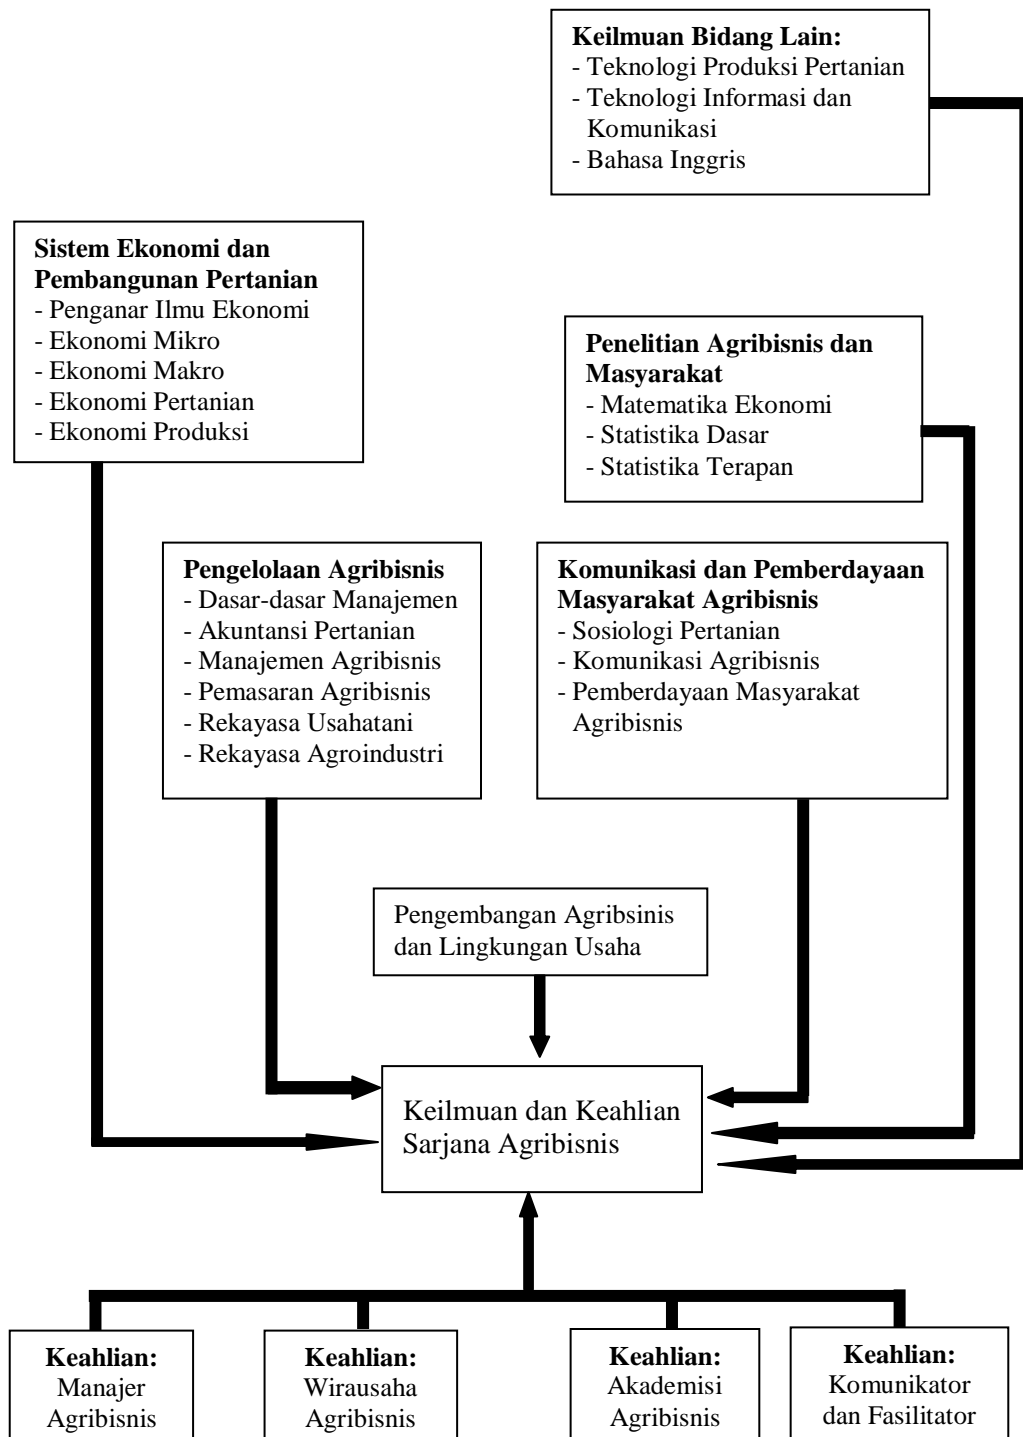 Keilmuan Bidang Lain:
- Teknologi Produksi Pertanian
- Teknologi Informasi dan
Komunikasi
- Bahasa Inggris
Sistem Ekonomi dan
Pembangunan Pertanian
- Penganar Ilmu Ekonomi
- Ekonomi Mikro
- Ekonomi Makro
- Ekonomi Pertanian
- Ekonomi Produksi
Penelitian Agribisnis dan
Masyarakat
- Matematika Ekonomi
- Statistika Dasar
- Statistika Terapan
Pengelolaan Agribisnis
- Dasar-dasar Manajemen
- Akuntansi Pertanian
- Manajemen Agribisnis
- Pemasaran Agribisnis
- Rekayasa Usahatani
- Rekayasa Agroindustri
Komunikasi dan Pemberdayaan
Masyarakat Agribisnis
- Sosiologi Pertanian
- Komunikasi Agribisnis
- Pemberdayaan Masyarakat
Agribisnis
Pengembangan Agribsinis
dan Lingkungan Usaha
Keilmuan dan Keahlian
Sarjana Agribisnis
Keahlian:
Manajer
Agribisnis
Keahlian:
Wirausaha
Agribisnis
Keahlian:
Akademisi
Agribisnis
Keahlian:
Komunikator
dan Fasilitator